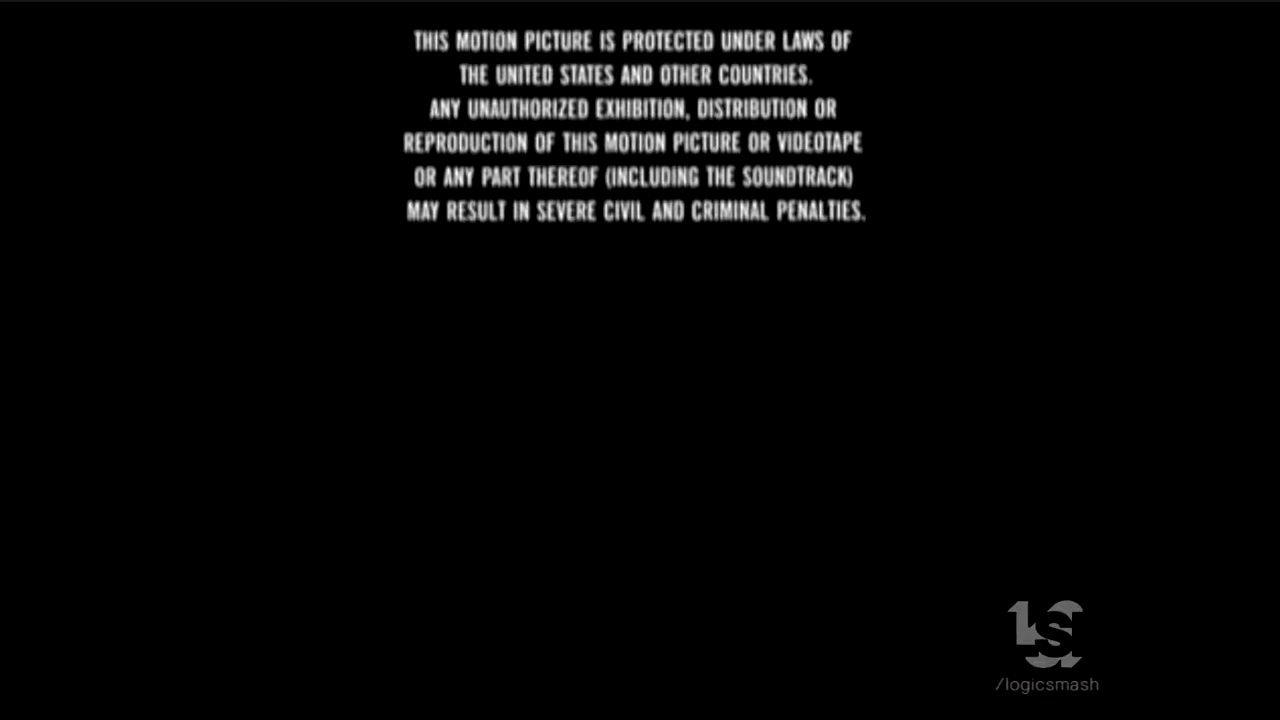 THIS MOTION PICTURE IS PROTECTED UNDER LAWS OF
THE UNITED STATES AND OTHER COUNTRIES.
ANY UNAUTHORIZED EXHIBITION, DISTRIBUTION OR
REPRODUCTION OF THIS MOTION PICTURE OR VIDEOTAPE
OR ANY PART THEREOF (INCLUDING THE SOUNDTRACK)
MAY RESULT IN SEVERE CIVIL AND CRIMINAL PENALTIES.
/logicsmash